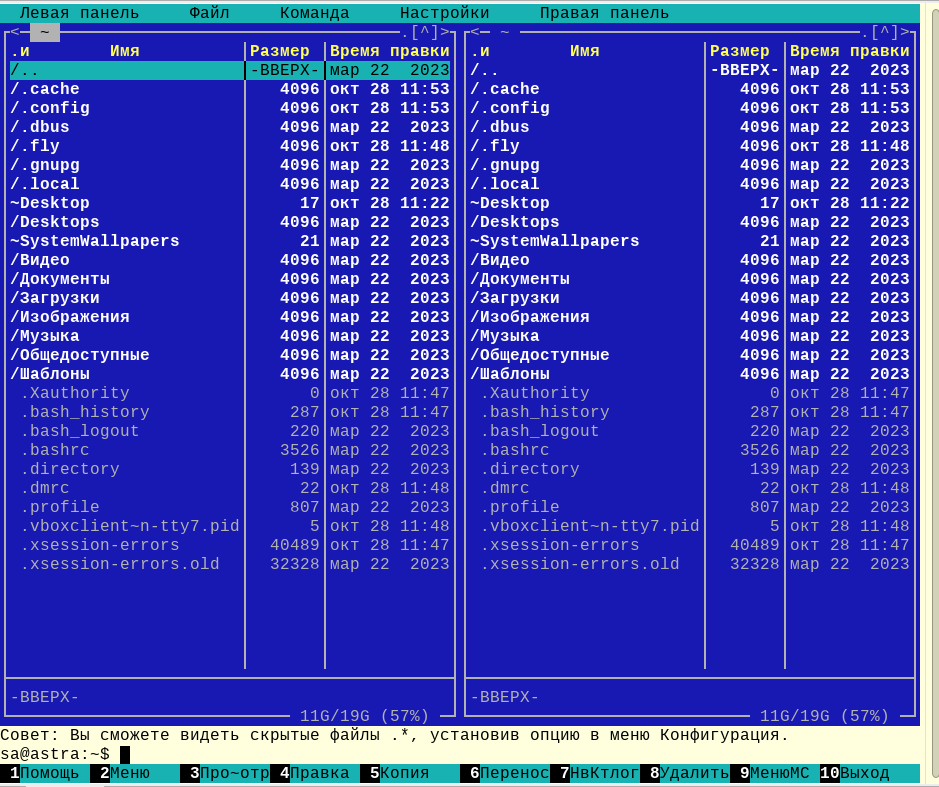 Левая панель Файл Команда Настройки Правая панель
<─ ~ ─.[^]> <─ ~ ─.[^]>
.и Имя Размер Время правки .и Имя Размер Время правки
/.. -ВВЕРХ- мар 22 2023 /.. -ВВЕРХ- мар 22 2023
/.cache 4096 окт 28 11:53 /.cache 4096 окт 28 11:53
/.config 4096 окт 28 11:53 /.config 4096 окт 28 11:53
/.dbus 4096 мар 22 2023 /.dbus 4096 мар 22 2023
/.fly 4096 окт 28 11:48 /.fly 4096 окт 28 11:48
/.gnupg 4096 мар 22 2023 /.gnupg 4096 мар 22 2023
/.local 4096 мар 22 2023 /.local 4096 мар 22 2023
~Desktop 17 окт 28 11:22 ~Desktop 17 окт 28 11:22
/Desktops 4096 мар 22 2023 /Desktops 4096 мар 22 2023
~SystemWallpapers 21 мар 22 2023 ~SystemWallpapers 21 мар 22 2023
/Видео 4096 мар 22 2023 /Видео 4096 мар 22 2023
/Документы 4096 мар 22 2023 /Документы 4096 мар 22 2023
/Загрузки 4096 мар 22 2023 /Загрузки 4096 мар 22 2023
/Изображения 4096 мар 22 2023 /Изображения 4096 мар 22 2023
/Музыка 4096 мар 22 2023 /Музыка 4096 мар 22 2023
/Общедоступные 4096 мар 22 2023 /Общедоступные 4096 мар 22 2023
/Шаблоны 4096 мар 22 2023 /Шаблоны 4096 мар 22 2023
.Xauthority 0 окт 28 11:47 .Xauthority 0 окт 28 11:47
.bash_history 287 окт 28 11:47 .bash_history 287 окт 28 11:47
.bash_logout 220 мар 22 2023 .bash_logout 220 мар 22 2023
.bashrc 3526 мар 22 2023 .bashrc 3526 мар 22 2023
.directory 139 мар 22 2023 .directory 139 мар 22 2023
.dmrc 22 окт 28 11:48 .dmrc 22 окт 28 11:48
.profile 807 мар 22 2023 .profile 807 мар 22 2023
.vboxclient~n-tty7.pid 5 окт 28 11:48 .vboxclient~n-tty7.pid 5 окт 28 11:48
.xsession-errors 40489 окт 28 11:47 .xsession-errors 40489 окт 28 11:47
.xsession-errors.old 32328 мар 22 2023 .xsession-errors.old 32328 мар 22 2023
-ВВЕРХ- -ВВЕРХ-
11G/19G (57%) 11G/19G (57%)
Совет: Вы сможете видеть скрытые файлы .*, установив опцию в меню Конфигурация.
sa@astra:~$
1Помощь 2Меню 3Про~отр 4Правка 5Копия 6Перенос 7НвКтлог 8Удалить 9МенюМС 10Выход